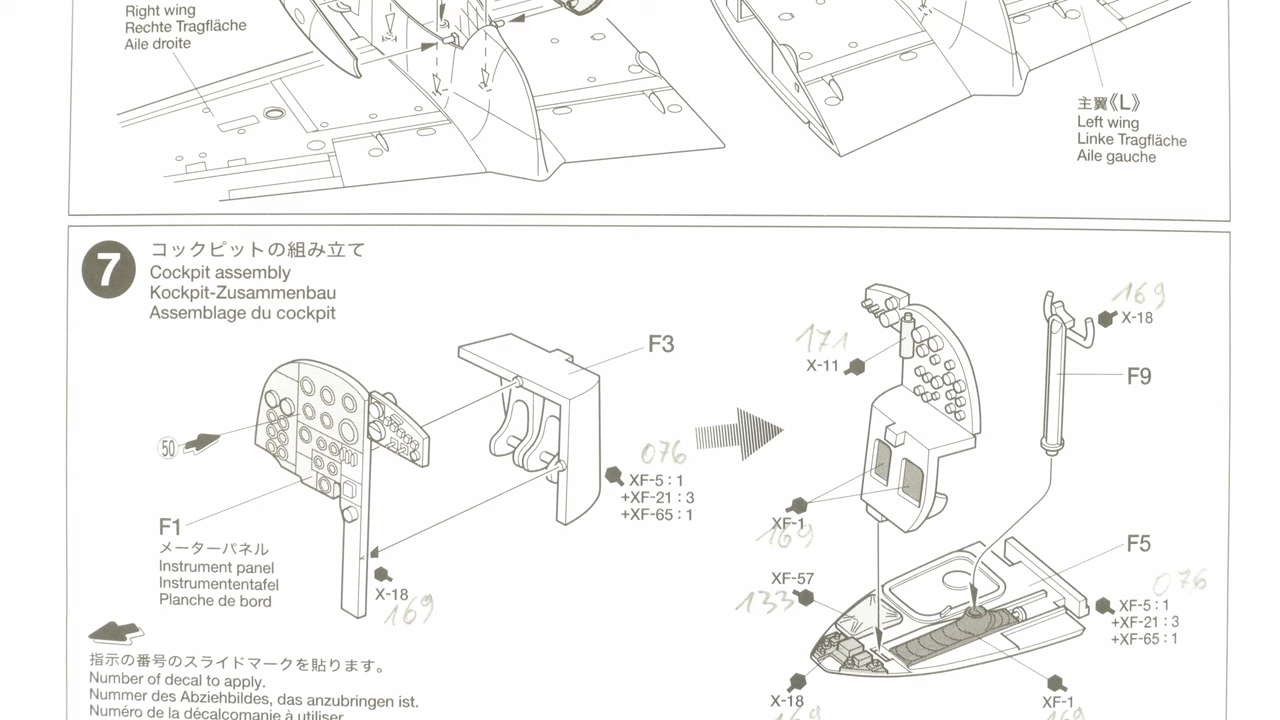 Right wing
Rechte Tragfläche
Aile droite
主翼《L》
Left wing
Linke Tragfläche
Aile gauche
7
コックピットの組み立て
Cockpit assembly
Kockpit-Zusammenbau
Assemblage du cockpit
F3
50
076
XF-5 : 1
+XF-21 : 3
+XF-65 : 1
F1
メーターパネル
Instrument panel
Instrumententafel
Planche de bord
X-18
169
171
X-11
169
X-18
F9
XF-1
169
F5
XF-57
133
076
XF-5 : 1
+XF-21 : 3
+XF-65 : 1
X-18
169
XF-1
169
指示の番号のスライドマークを貼ります。
Number of decal to apply.
Nummer des Abziehbildes, das anzubringen ist.
Numéro de la décalcomanie à utiliser.